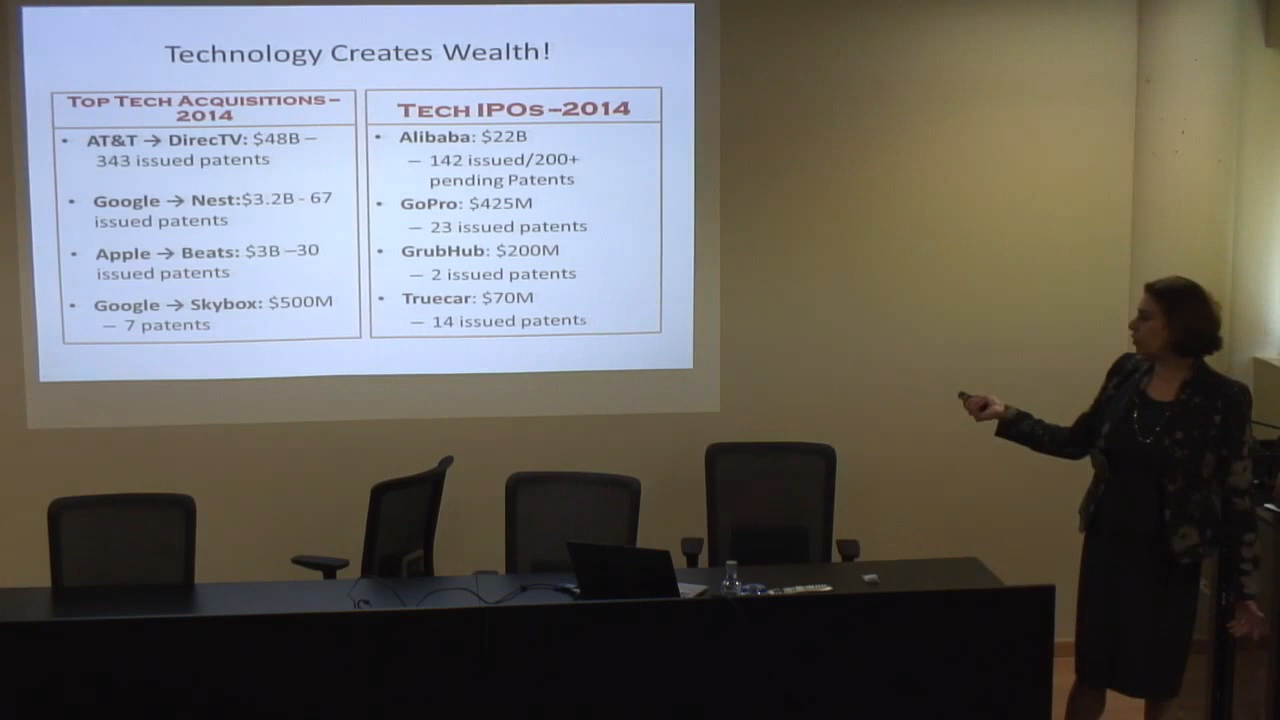 Technology Creates Wealth!
Top Tech Acquisitions –
2014
• AT&T → DirecTV: $48B –
343 issued patents
• Google → Nest:$3.2B - 67
issued patents
• Apple → Beats: $3B –30
issued patents
• Google → Skybox: $500M
– 7 patents
Tech IPOs –2014
• Alibaba: $22B
– 142 issued/200+
pending Patents
• GoPro: $425M
– 23 issued patents
• GrubHub: $200M
– 2 issued patents
• Truecar: $70M
– 14 issued patents